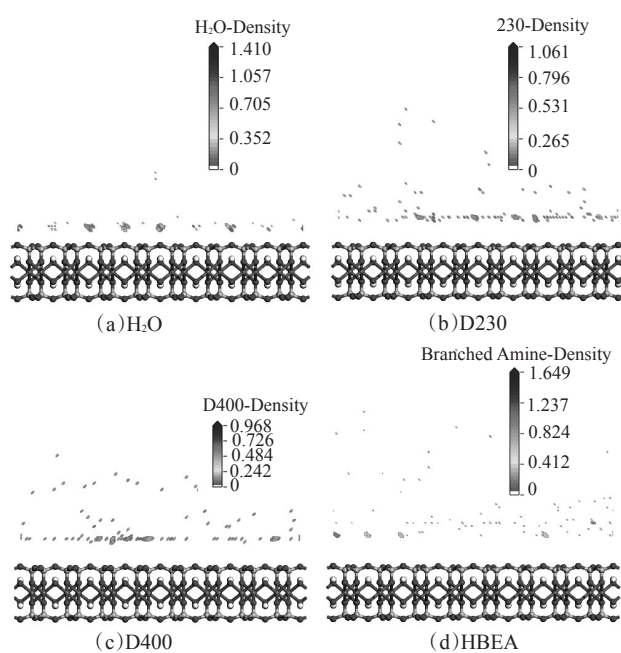 H₂O-Density
1.410
1.057
0.705
0.352
0
(a)H₂O
230-Density
1.061
0.796
0.531
0.265
0
(b)D230
D400-Density
0.968
0.726
0.484
0.242
0
(c)D400
Branched Amine-Density
1.649
1.237
0.824
0.412
0
(d)HBEA